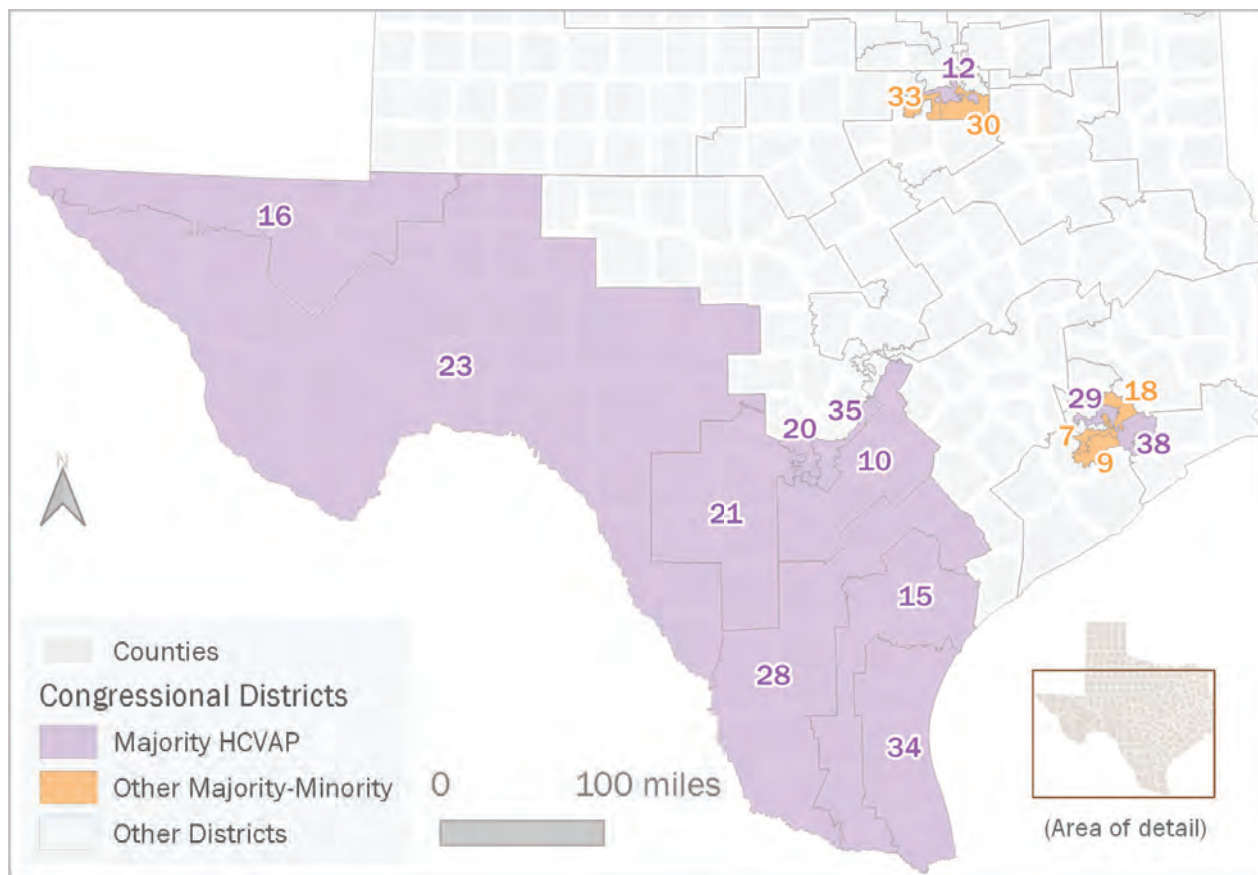 12
33
30
16
23
29
18
35
20
7
38
10
9
N
21
15
28
34
Counties
Congressional Districts
Majority HCVAP
Other Majority-Minority
Other Districts
0 100 miles
(Area of detail)